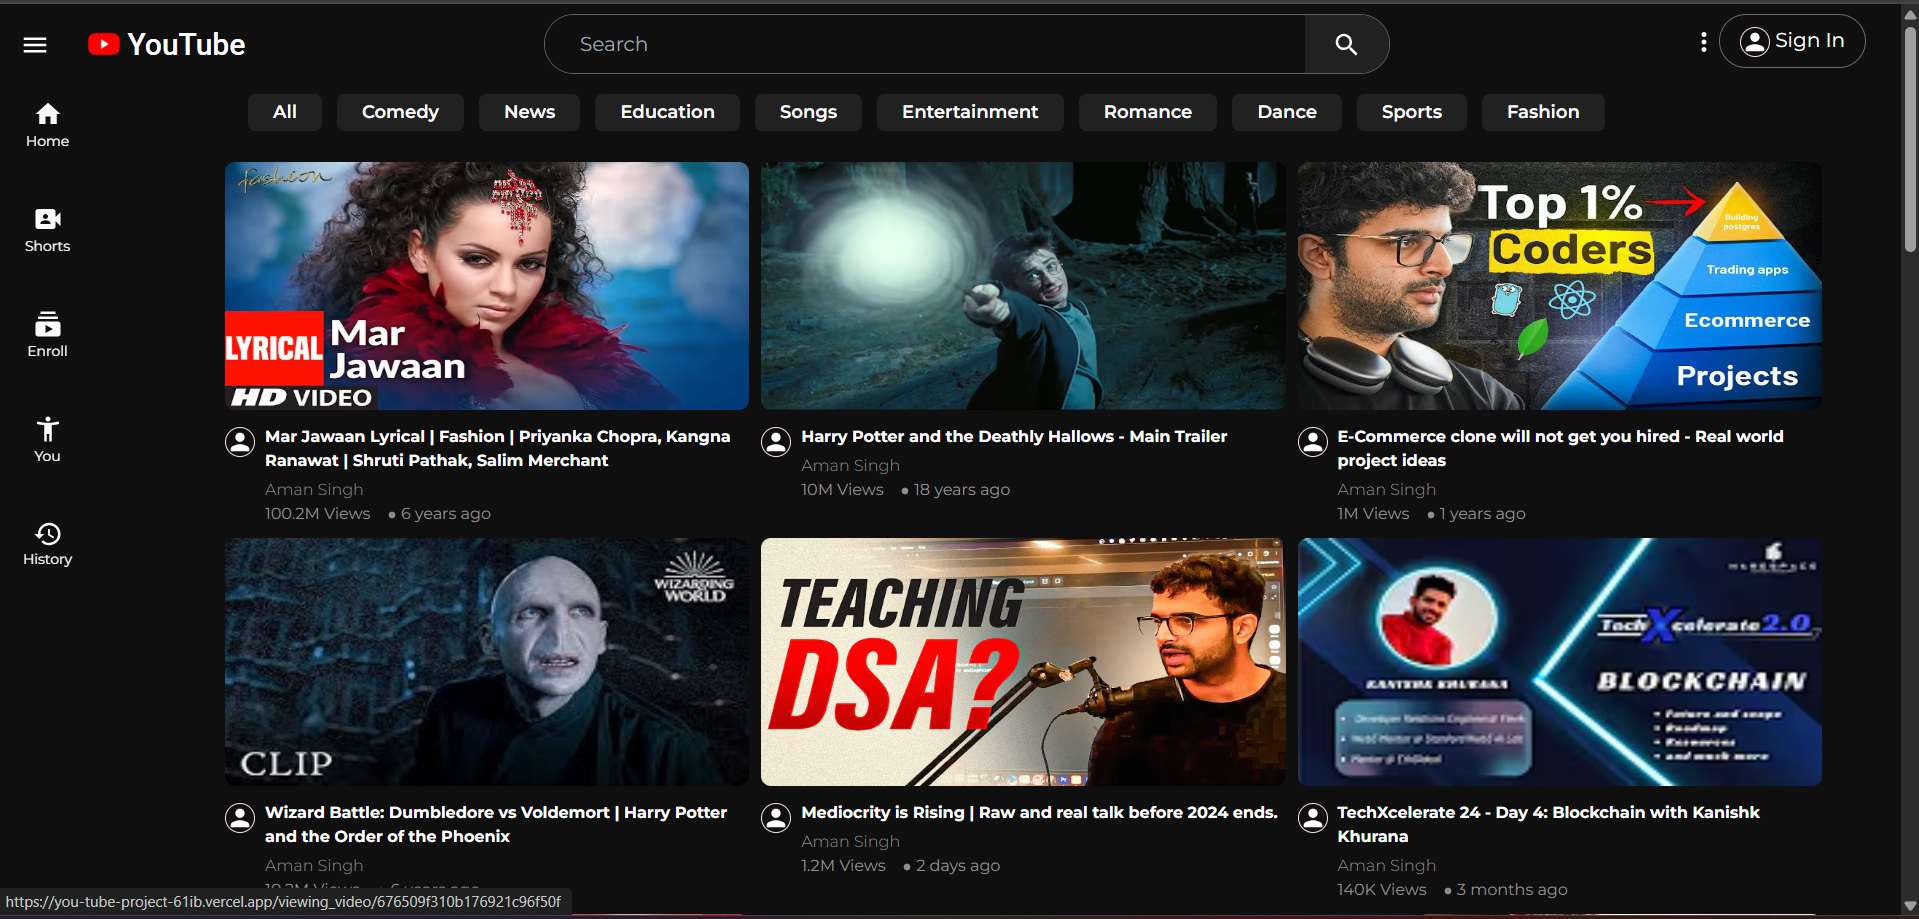 YouTube
Search
Sign In
Home
Shorts
Enroll
You
History
All
Comedy
News
Education
Songs
Entertainment
Romance
Dance
Sports
Fashion
fashion
LYRICAL
Mar
Jawaan
HD VIDEO
Mar Jawaan Lyrical | Fashion | Priyanka Chopra, Kangna
Ranawat | Shruti Pathak, Salim Merchant
Aman Singh
100.2M Views • 6 years ago
Harry Potter and the Deathly Hallows - Main Trailer
Aman Singh
10M Views • 18 years ago
Top 1%
Coders
Building
postgres
Trading apps
Ecommerce
Projects
E-Commerce clone will not get you hired - Real world
project ideas
Aman Singh
1M Views • 1 years ago
WIZARDING
WORLD
CLIP
Wizard Battle: Dumbledore vs Voldemort | Harry Potter
and the Order of the Phoenix
Aman Singh
TEACHING
DSA?
Mediocrity is Rising | Raw and real talk before 2024 ends.
Aman Singh
1.2M Views • 2 days ago
TechXcelerate 2.0
KANISHK KHURANA
BLOCKCHAIN
• Future and scope
• Roadmap
• Resources
• and much more
TechXcelerate 24 - Day 4: Blockchain with Kanishk
Khurana
Aman Singh
140K Views • 3 months ago
https://you-tube-project-61ib.vercel.app/viewing_video/676509f310b176921c96f50f